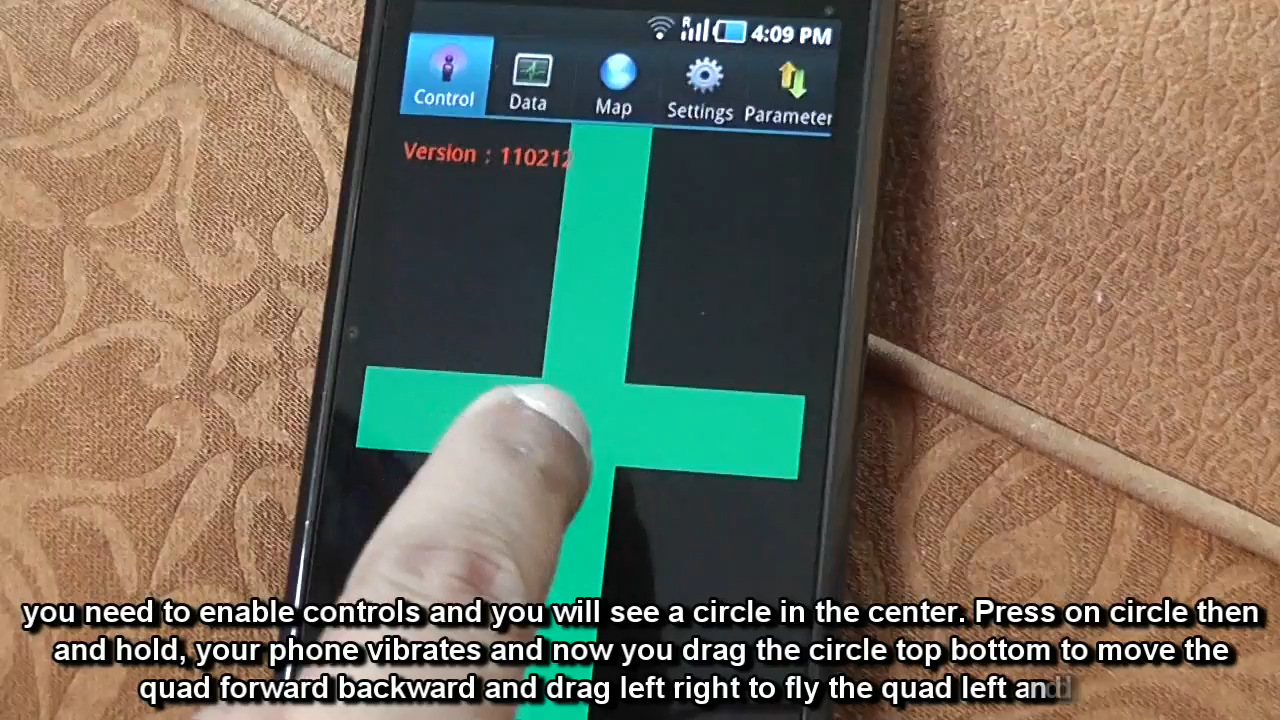 R 4:09 PM
Control Data Map Settings Parameter
Version : 110212
you need to enable controls and you will see a circle in the center. Press on circle then
and hold, your phone vibrates and now you drag the circle top bottom to move the
quad forward backward and drag left right to fly the quad left and